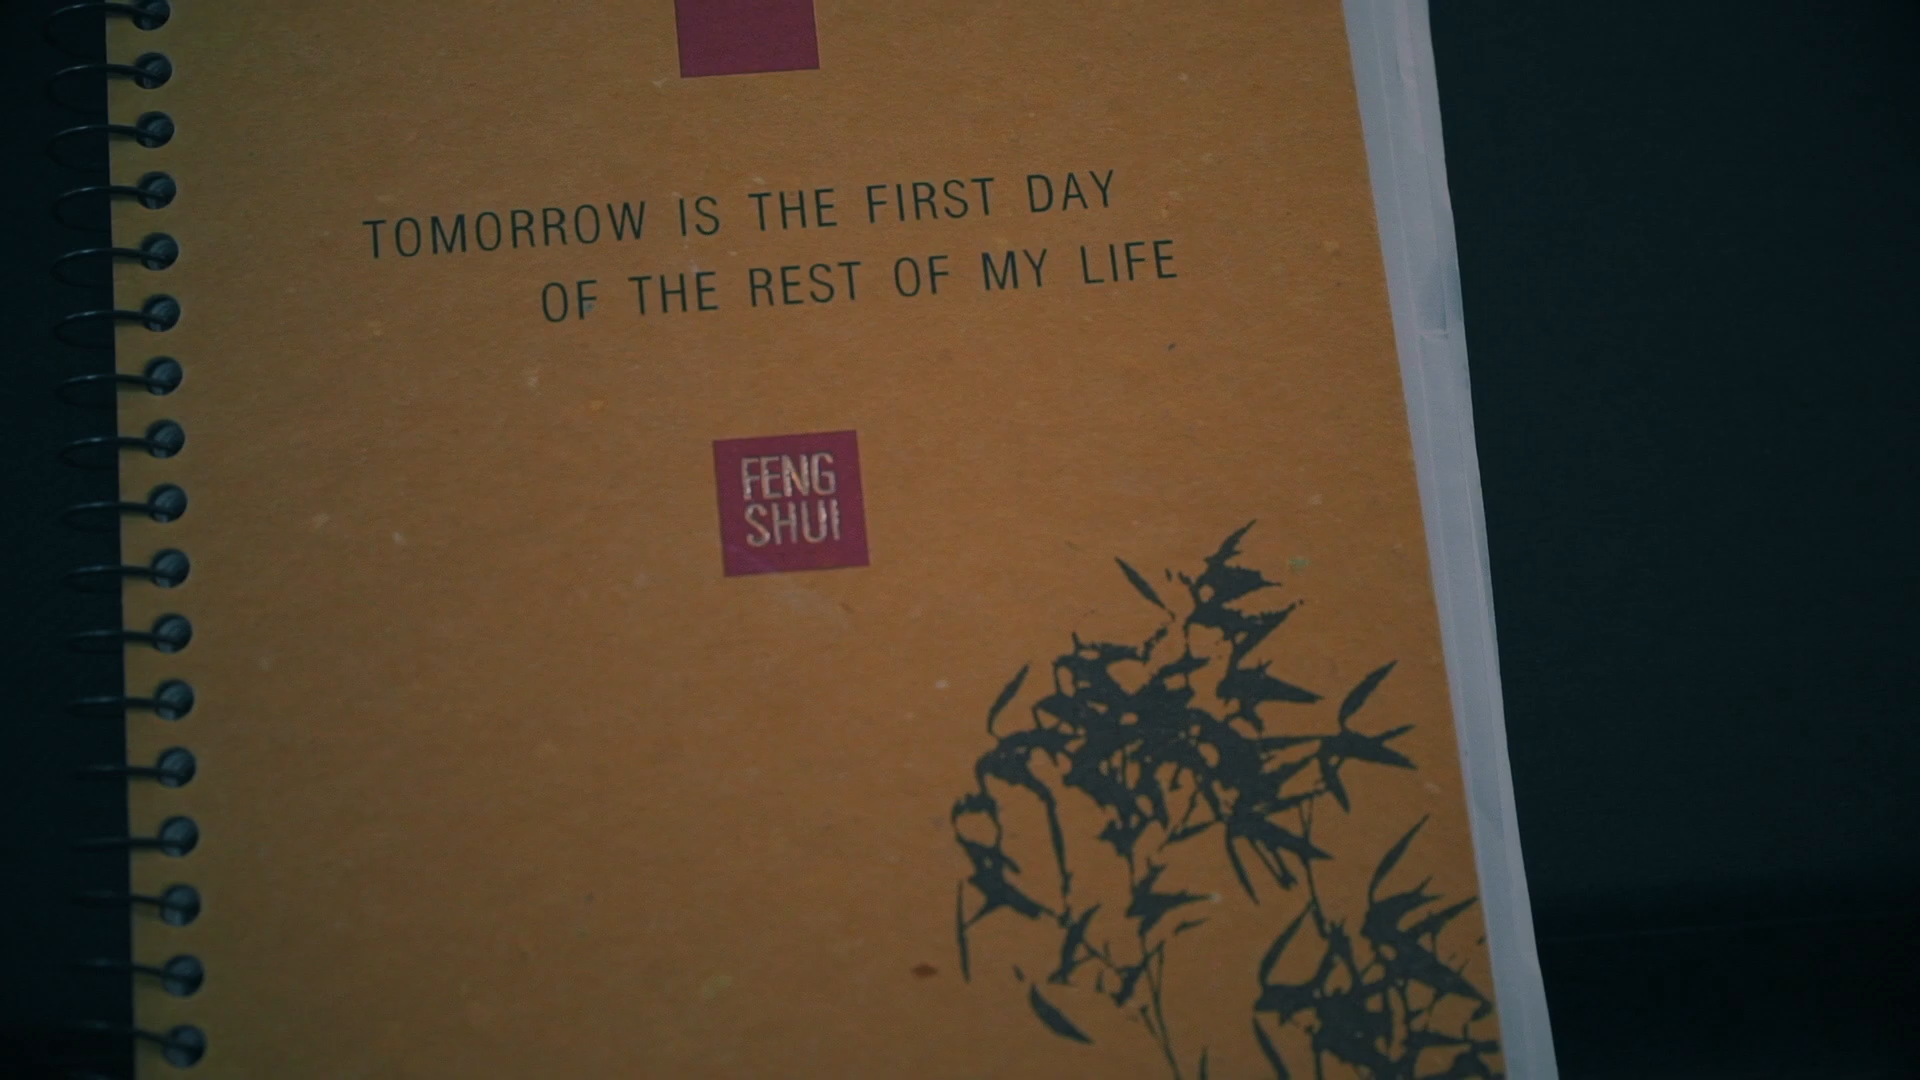 TOMORROW IS THE FIRST DAY
OF THE REST OF MY LIFE
FENG
SHUI